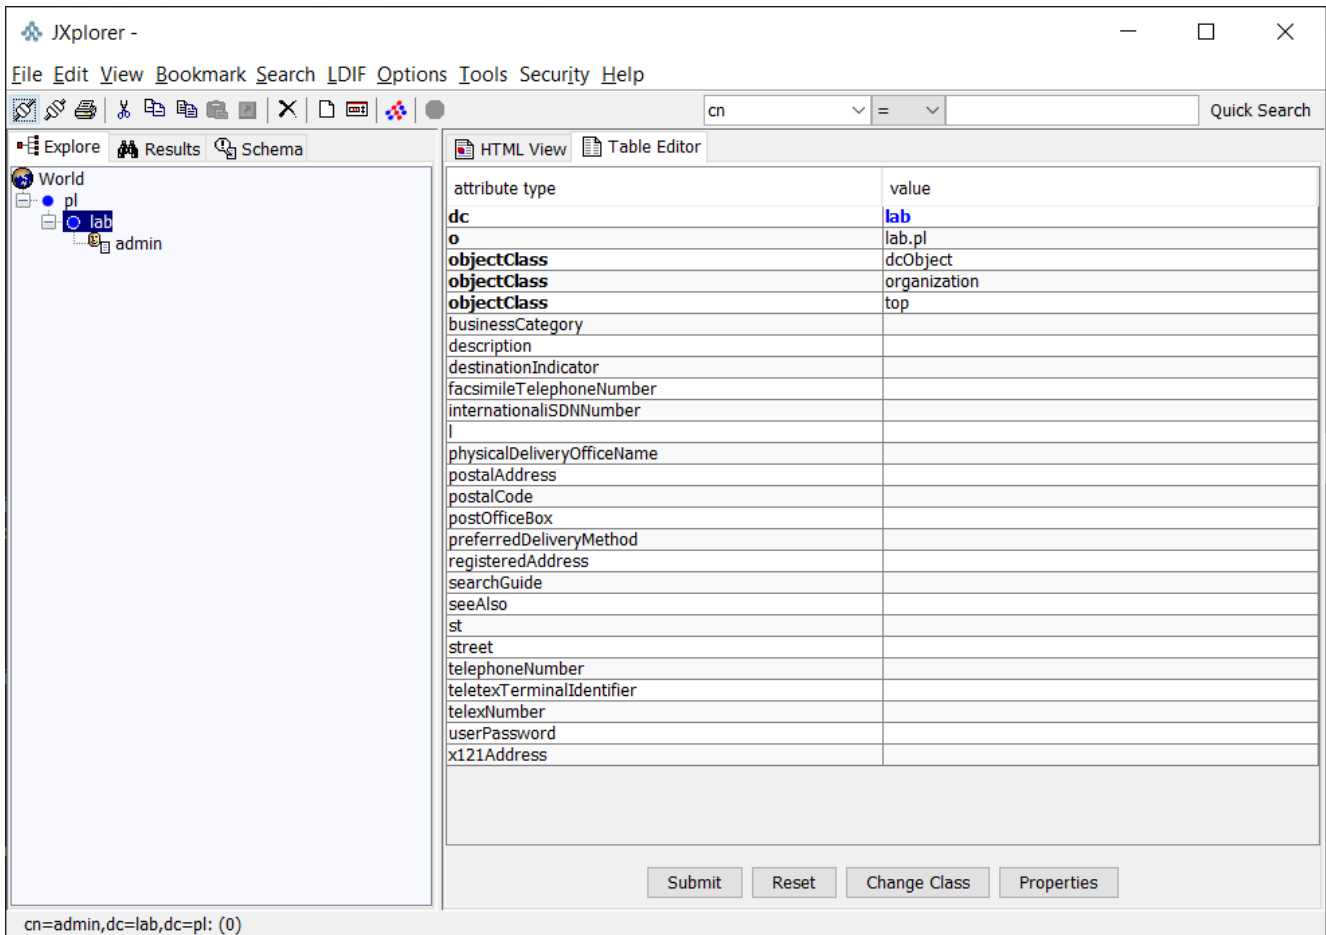 JXplorer -
File Edit View Bookmark Search LDIF Options Tools Security Help
cn = Quick Search
Explore Results Schema HTML View Table Editor
World
pl
lab
admin
attribute type value
dc lab
o lab.pl
objectClass dcObject
objectClass organization
objectClass top
businessCategory
description
destinationIndicator
facsimileTelephoneNumber
internationaliSDNNumber
l
physicalDeliveryOfficeName
postalAddress
postalCode
postOfficeBox
preferredDeliveryMethod
registeredAddress
searchGuide
seeAlso
st
street
telephoneNumber
teletexTerminalIdentifier
telexNumber
userPassword
x121Address
Submit Reset Change Class Properties
cn=admin,dc=lab,dc=pl: (0)